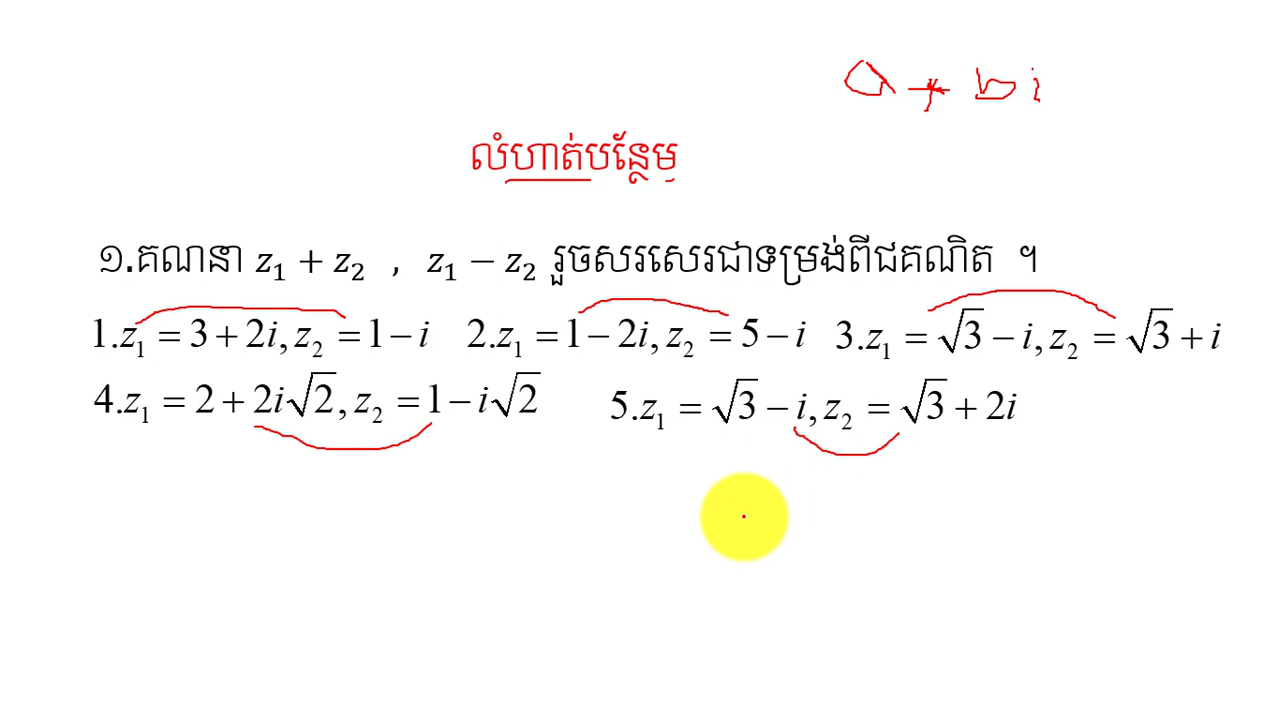 a + bi
លំហាត់បន្ថែម
១.គណនា z₁ + z₂ , z₁ − z₂ រួចសរសេរជាទម្រង់ពីជគណិត ។
1.z₁ = 3 + 2i, z₂ = 1 − i 2.z₁ = 1 − 2i, z₂ = 5 − i 3.z₁ = √3 − i, z₂ = √3 + i
4.z₁ = 2 + 2i√2, z₂ = 1 − i√2 5.z₁ = √3 − i, z₂ = √3 + 2i